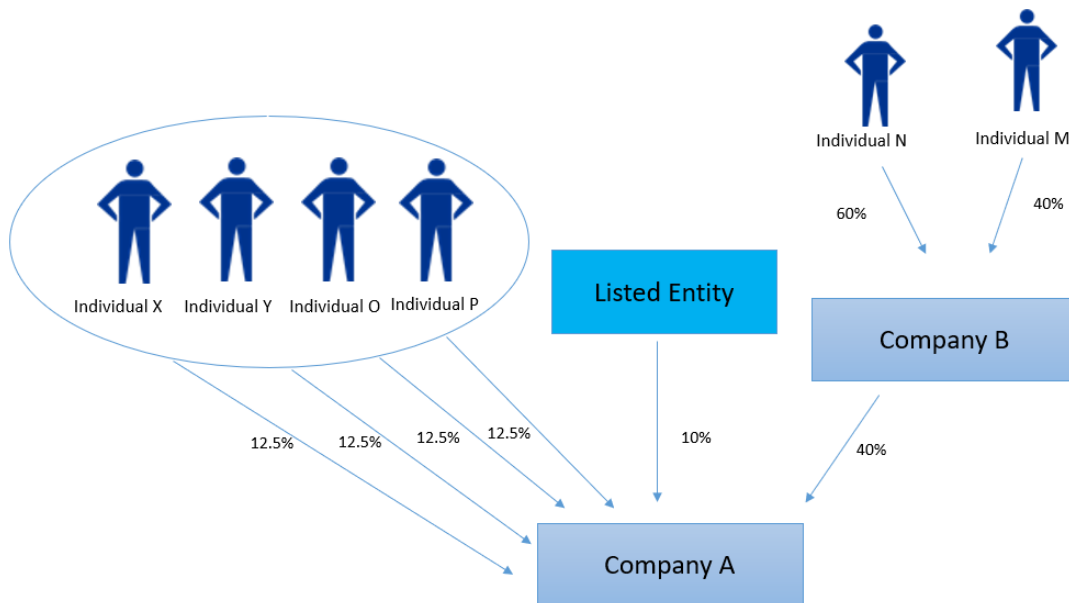 Individual N
Individual M
60%
40%
Individual X
Individual Y
Individual O
Individual P
Listed Entity
Company B
12.5%
12.5%
12.5%
12.5%
10%
40%
Company A